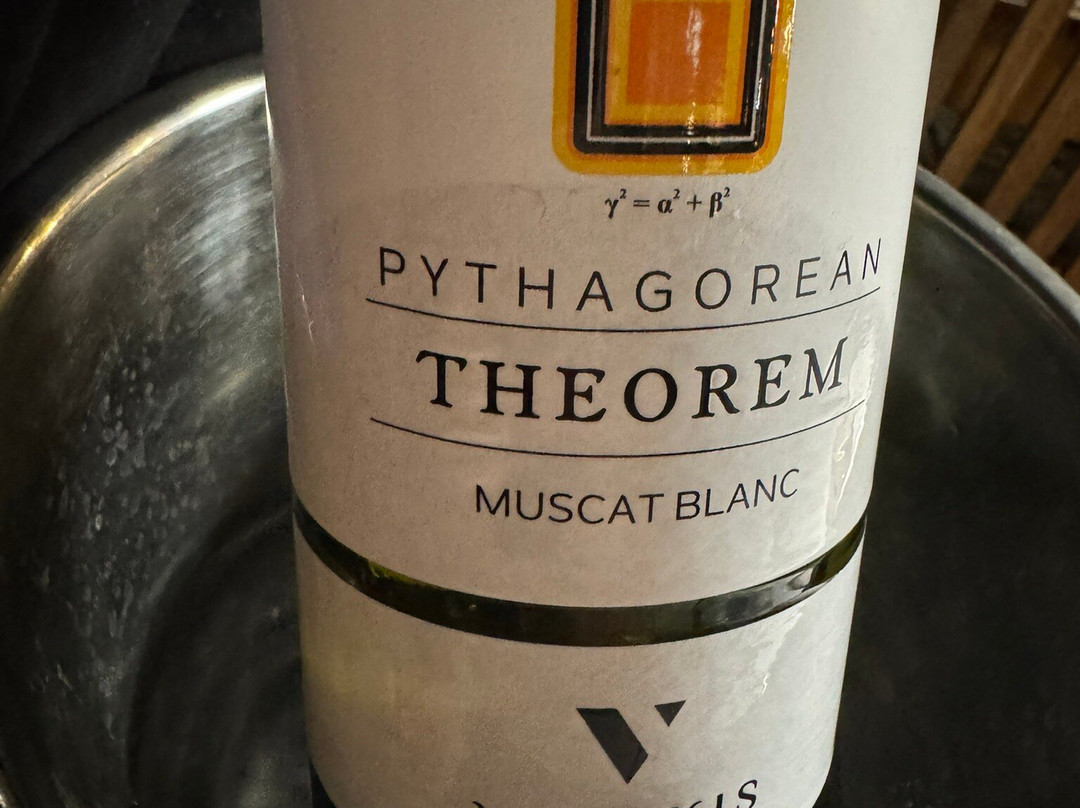 γ² = α² + β²
PYTHAGOREAN
THEOREM
MUSCAT BLANC